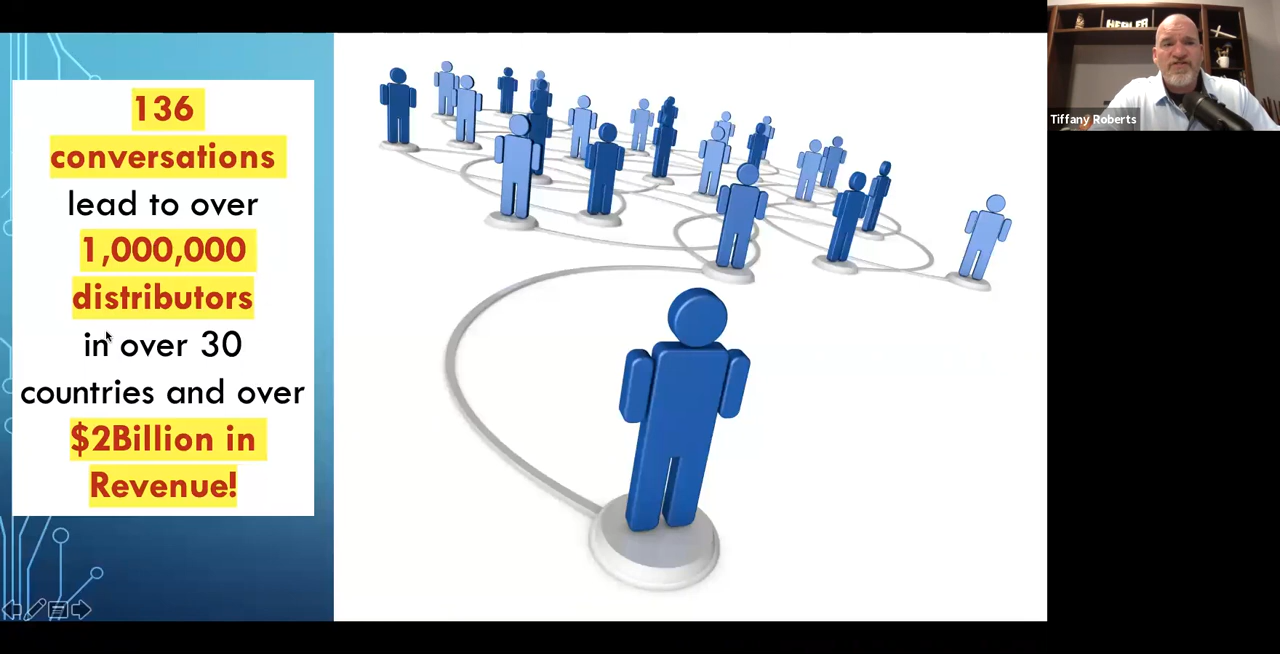 136
conversations
lead to over
1,000,000
distributors
in over 30
countries and over
$2Billion in
Revenue!
HEALER
Tiffany Roberts